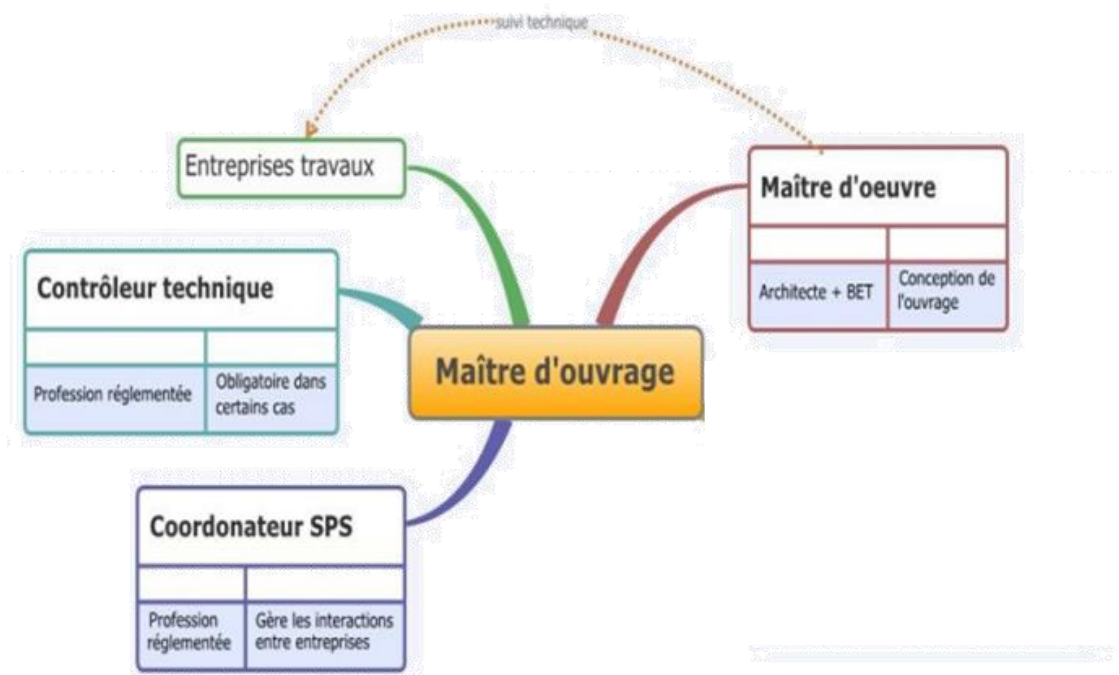 suivi technique
Entreprises travaux
Maître d'oeuvre
Architecte + BET
Conception de
l'ouvrage
Contrôleur technique
Profession réglementée
Obligatoire dans
certains cas
Maître d'ouvrage
Coordonateur SPS
Profession
réglementée
Gère les interactions
entre entreprises